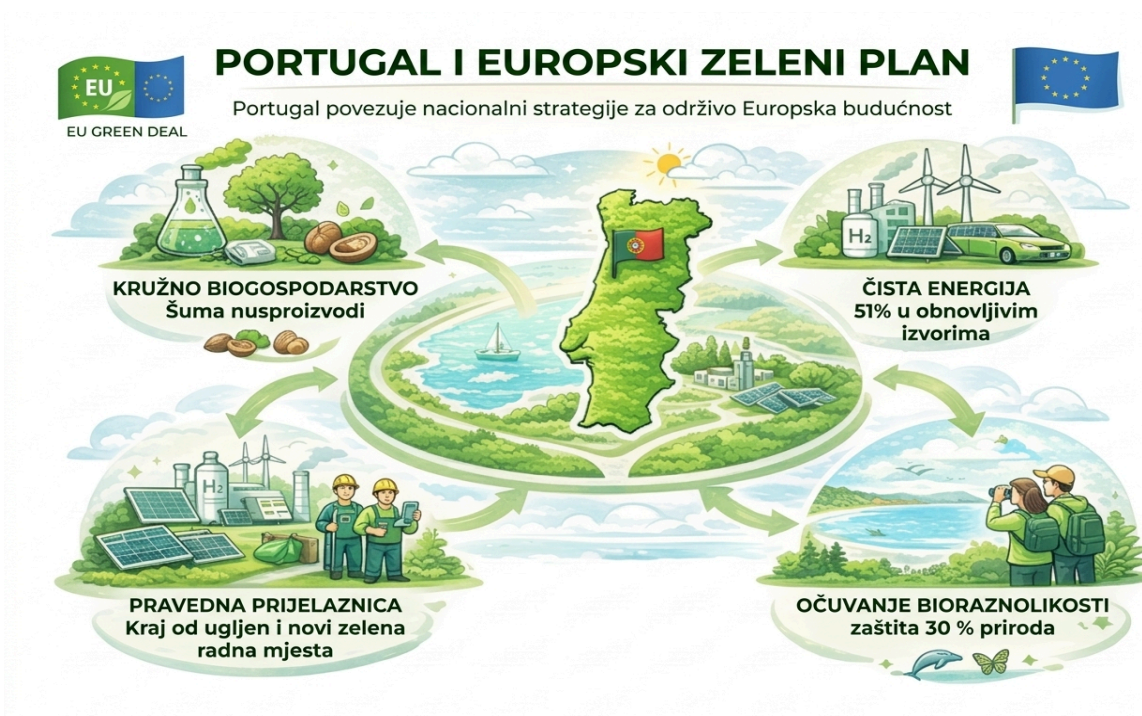 PORTUGAL I EUROPSKI ZELENI PLAN
Portugal povezuje nacionalni strategije za održivo Europska budućnost
EU
EU GREEN DEAL
KRUŽNO BIOGOSPODARSTVO
Šuma nusproizvodi
H₂
ČISTA ENERGIJA
51% u obnovljivim
izvorima
H₂
PRAVEDNA PRIJELAZNICA
Kraj od ugljen i novi zelena
radna mjesta
OČUVANJE BIORAZNOLIKOSTI
zaštita 30 % priroda